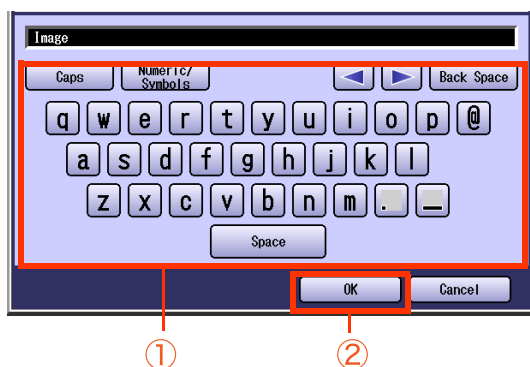 Image
Caps Numeric/ Symbols ◀ ▶ Back Space
q w e r t y u i o p @
a s d f g h j k l
z x c v b n m . _
Space
OK Cancel
① ②